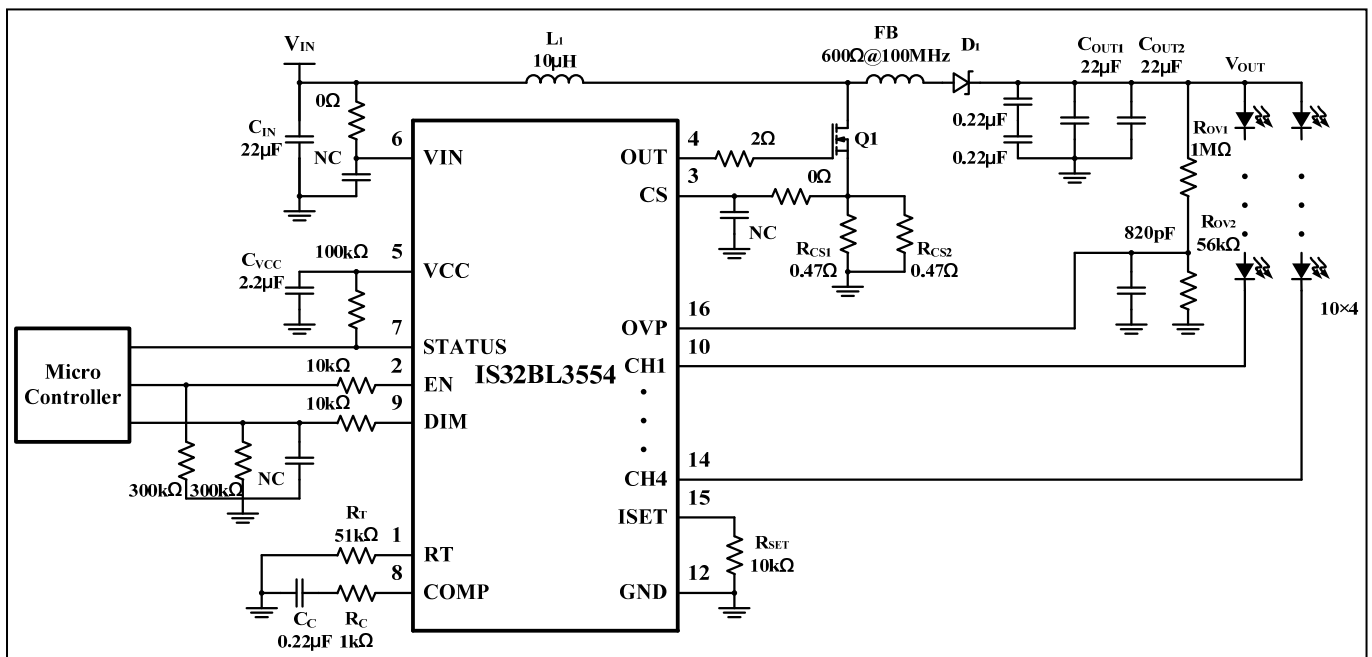 VIN
L1
10µH
FB
600Ω@100MHz
D1
COUT1
22µF
COUT2
22µF
VOUT
0Ω
CIN
22µF
NC
6
VIN
OUT
4
2Ω
Q1
0.22µF
0.22µF
ROV1
1MΩ
3
CS
0Ω
NC
RCS1
0.47Ω
RCS2
0.47Ω
820pF
ROV2
56kΩ
10×4
100kΩ
5
VCC
CVCC
2.2µF
7
STATUS
16
OVP
Micro
Controller
10kΩ
2
EN
IS32BL3554
10
CH1
10kΩ
9
DIM
300kΩ
300kΩ
NC
14
CH4
15
ISET
RSET
10kΩ
RT
51kΩ
1
RT
8
COMP
12
GND
CC
0.22µF
RC
1kΩ